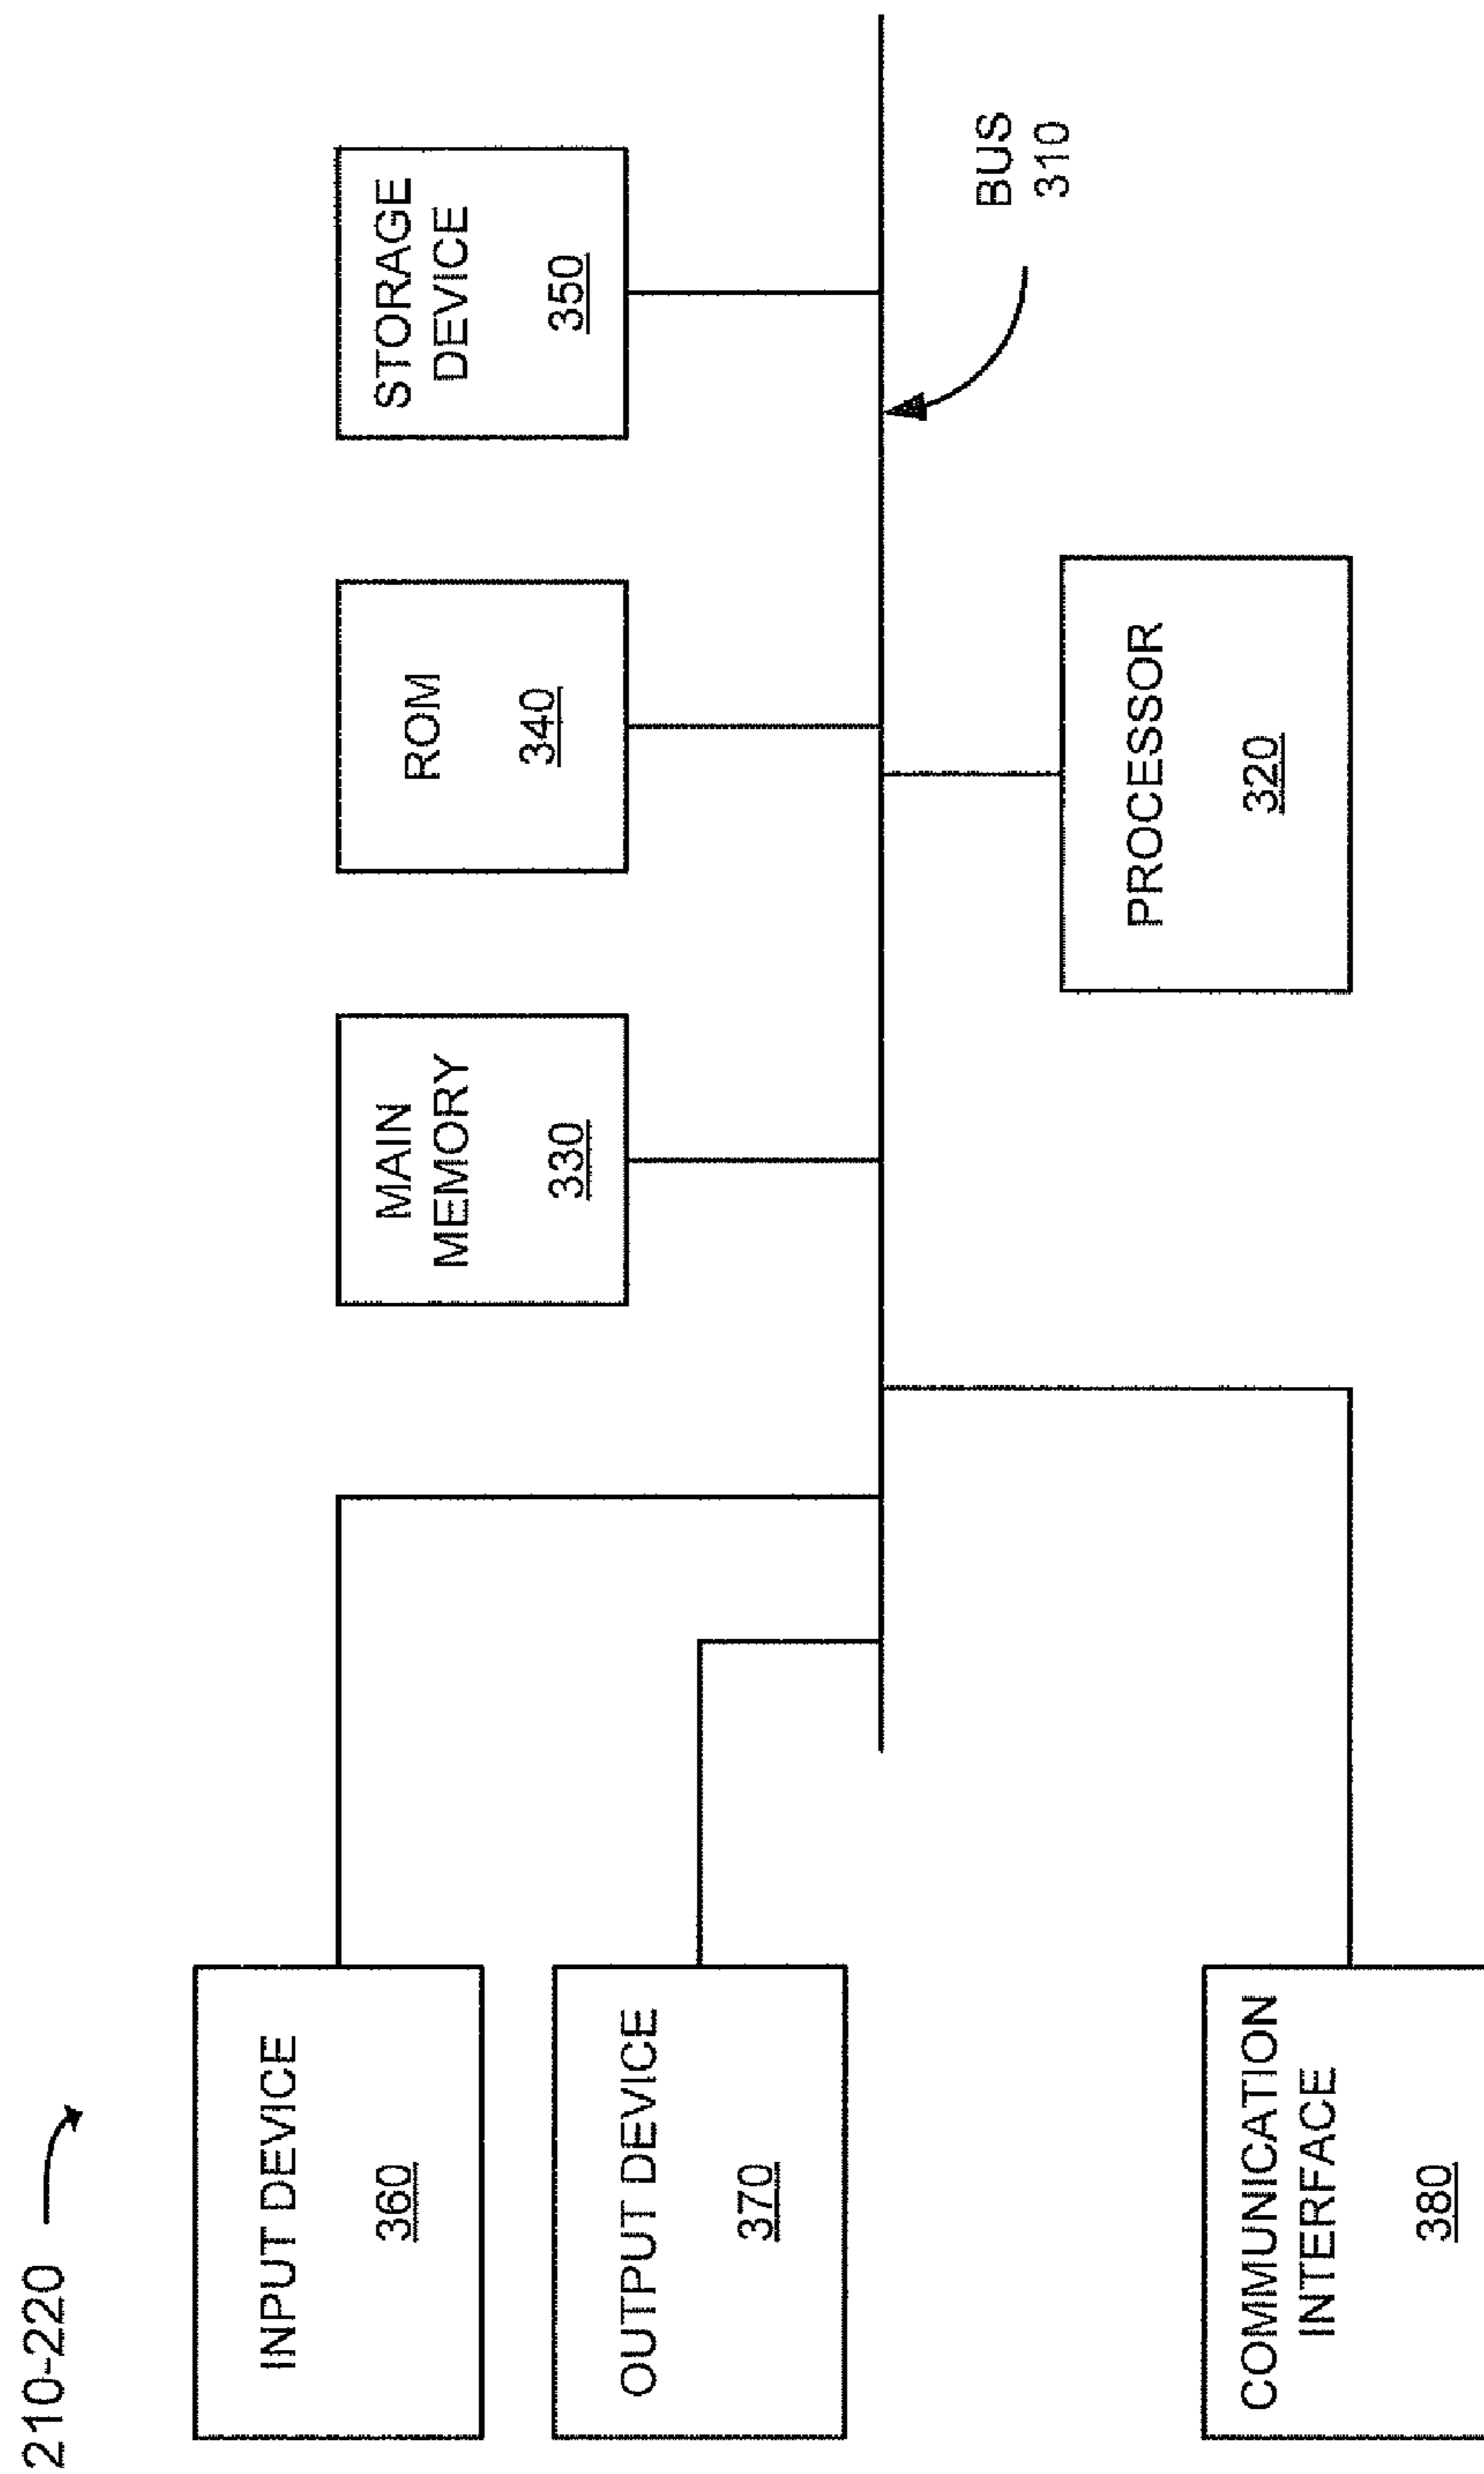 210-220
INPUT DEVICE
360
OUTPUT DEVICE
370
COMMUNICATION
INTERFACE
380
MAIN
MEMORY
330
ROM
340
STORAGE
DEVICE
350
PROCESSOR
320
BUS
310